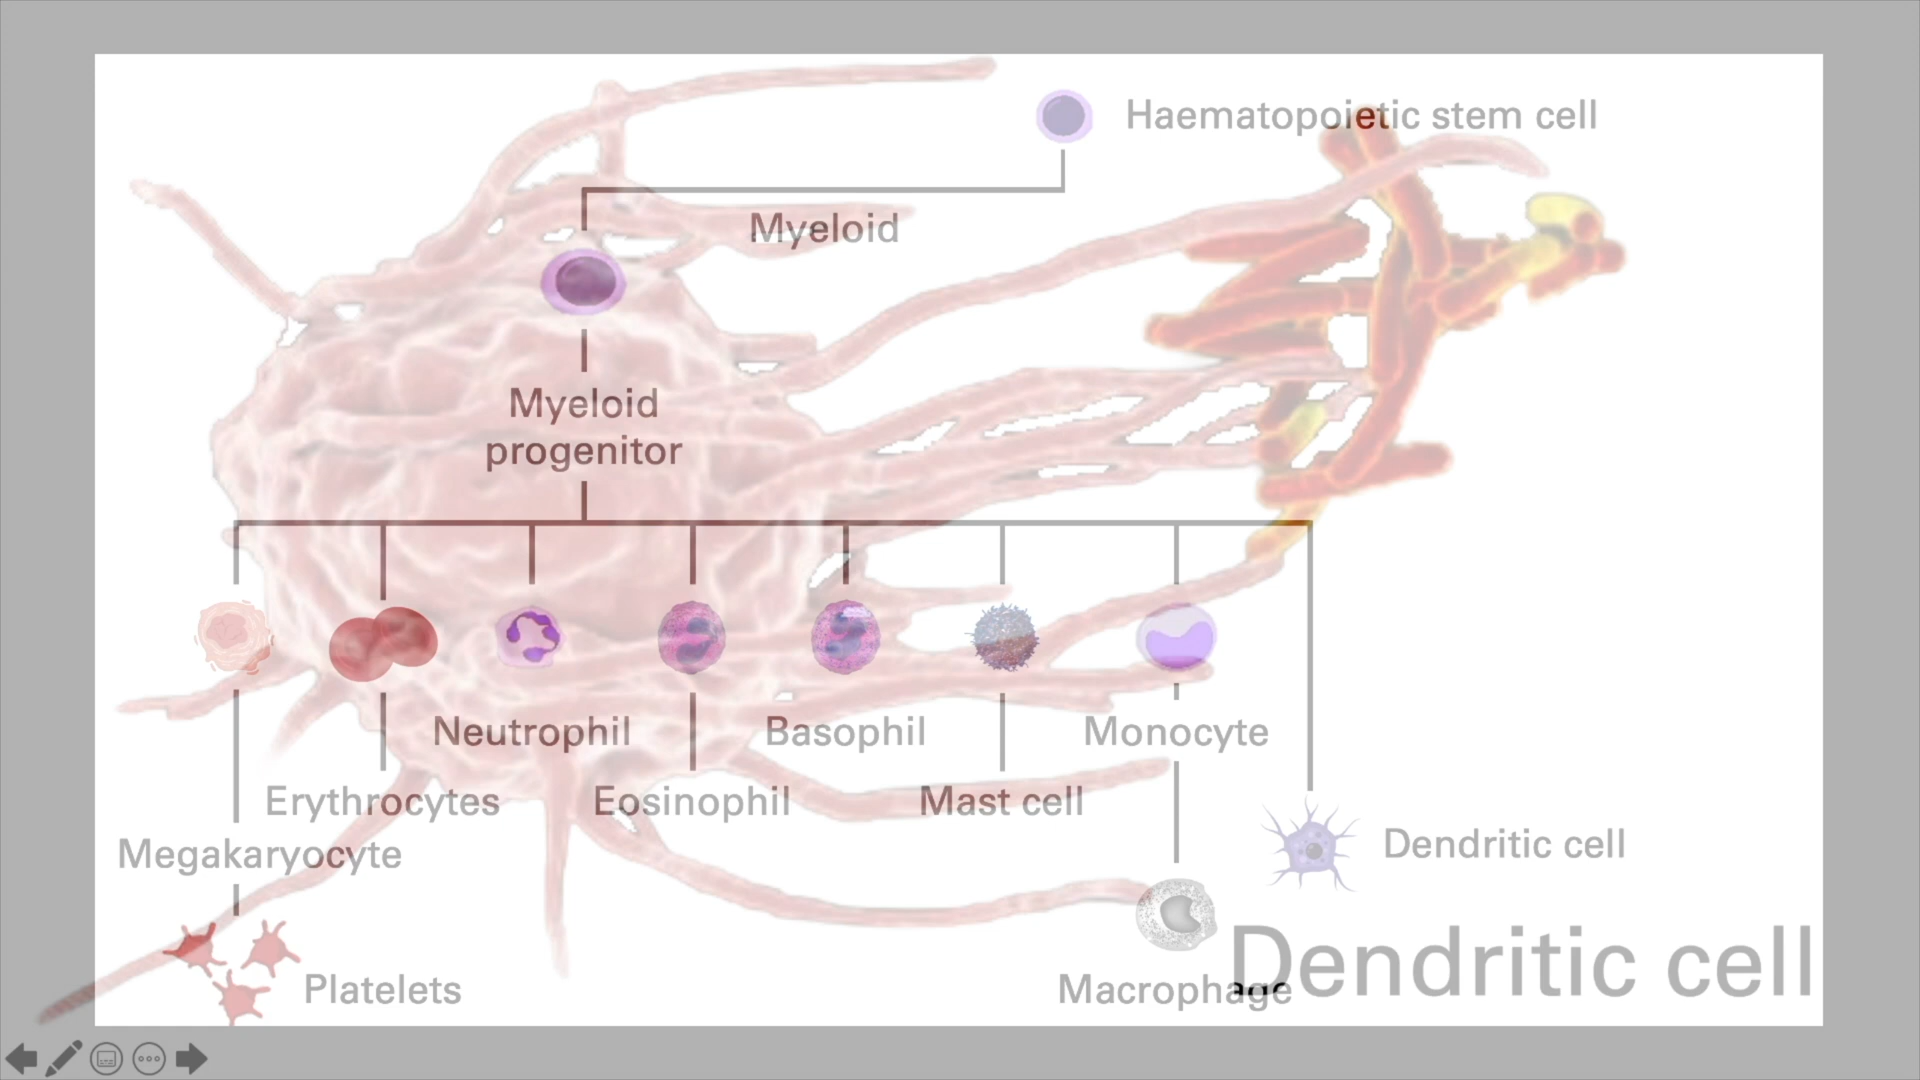 Haematopoietic stem cell
Myeloid
Myeloid
progenitor
Neutrophil
Basophil
Monocyte
Erythrocytes
Eosinophil
Mast cell
Megakaryocyte
Dendritic cell
Platelets
Macrophage
Dendritic cell